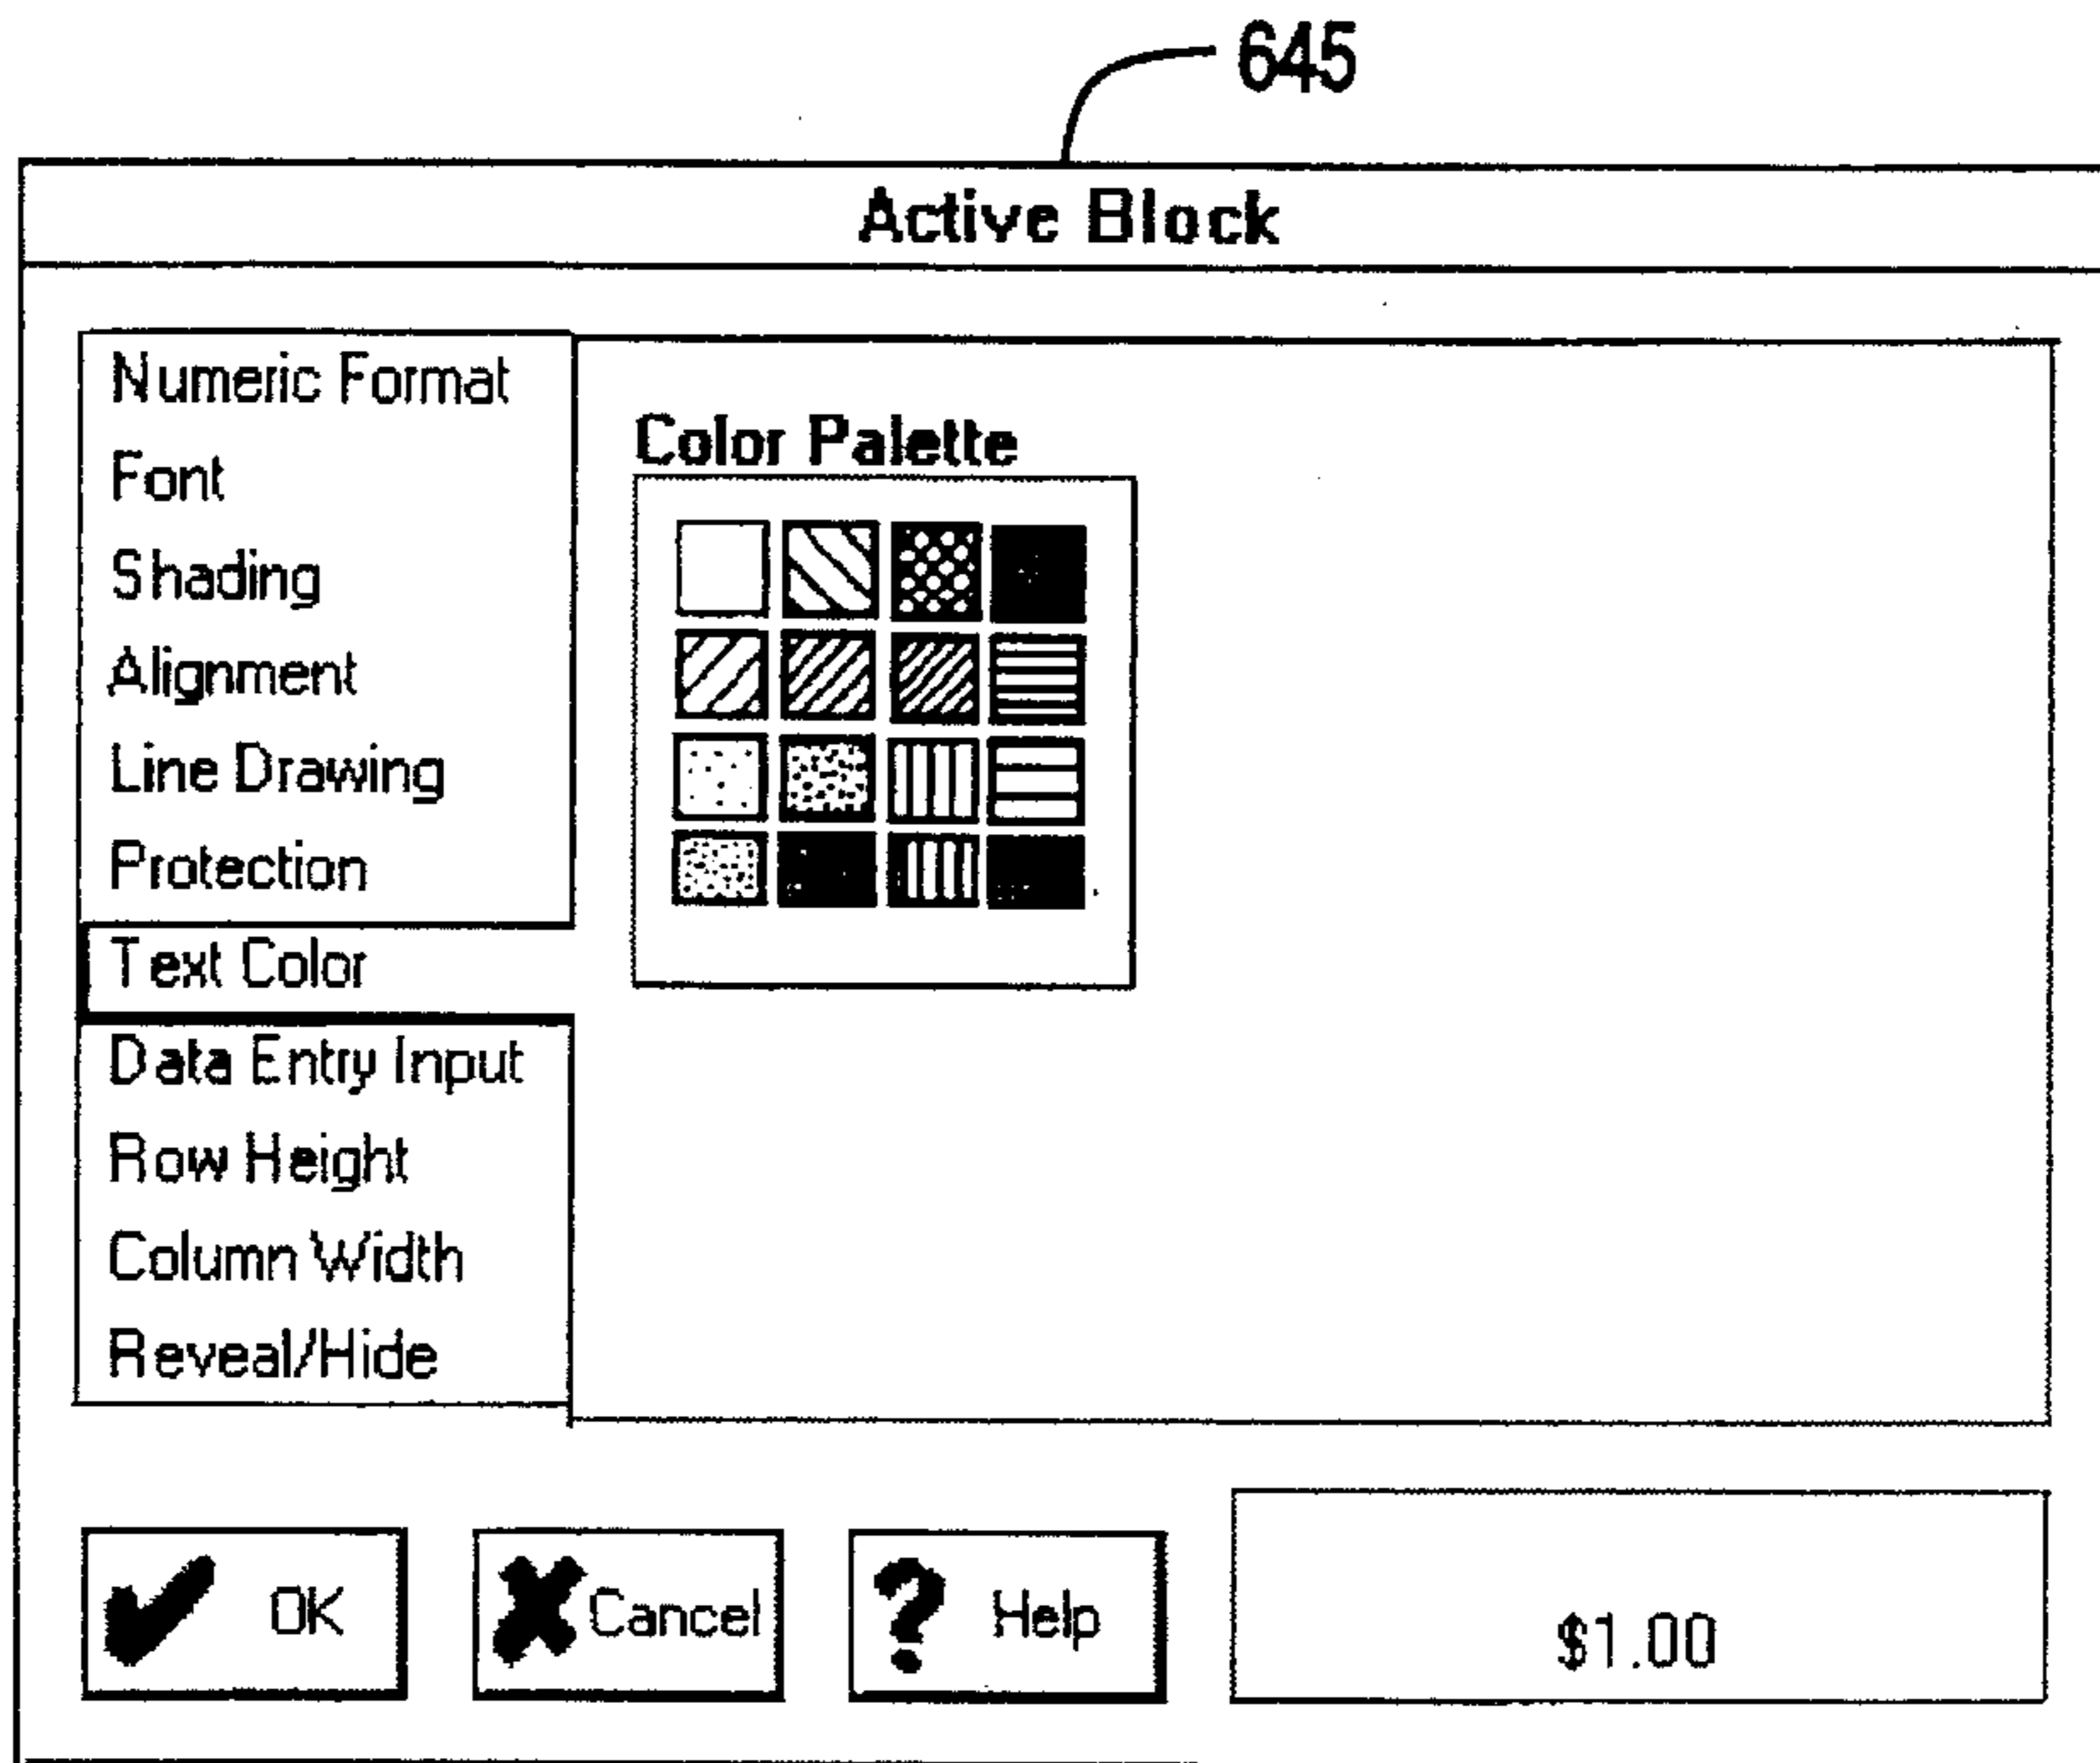 645
Active Block
Numeric Format
Font
Shading
Alignment
Line Drawing
Protection
Text Color
Data Entry Input
Row Height
Column Width
Reveal/Hide
Color Palette
OK
Cancel
? Help
$1.00